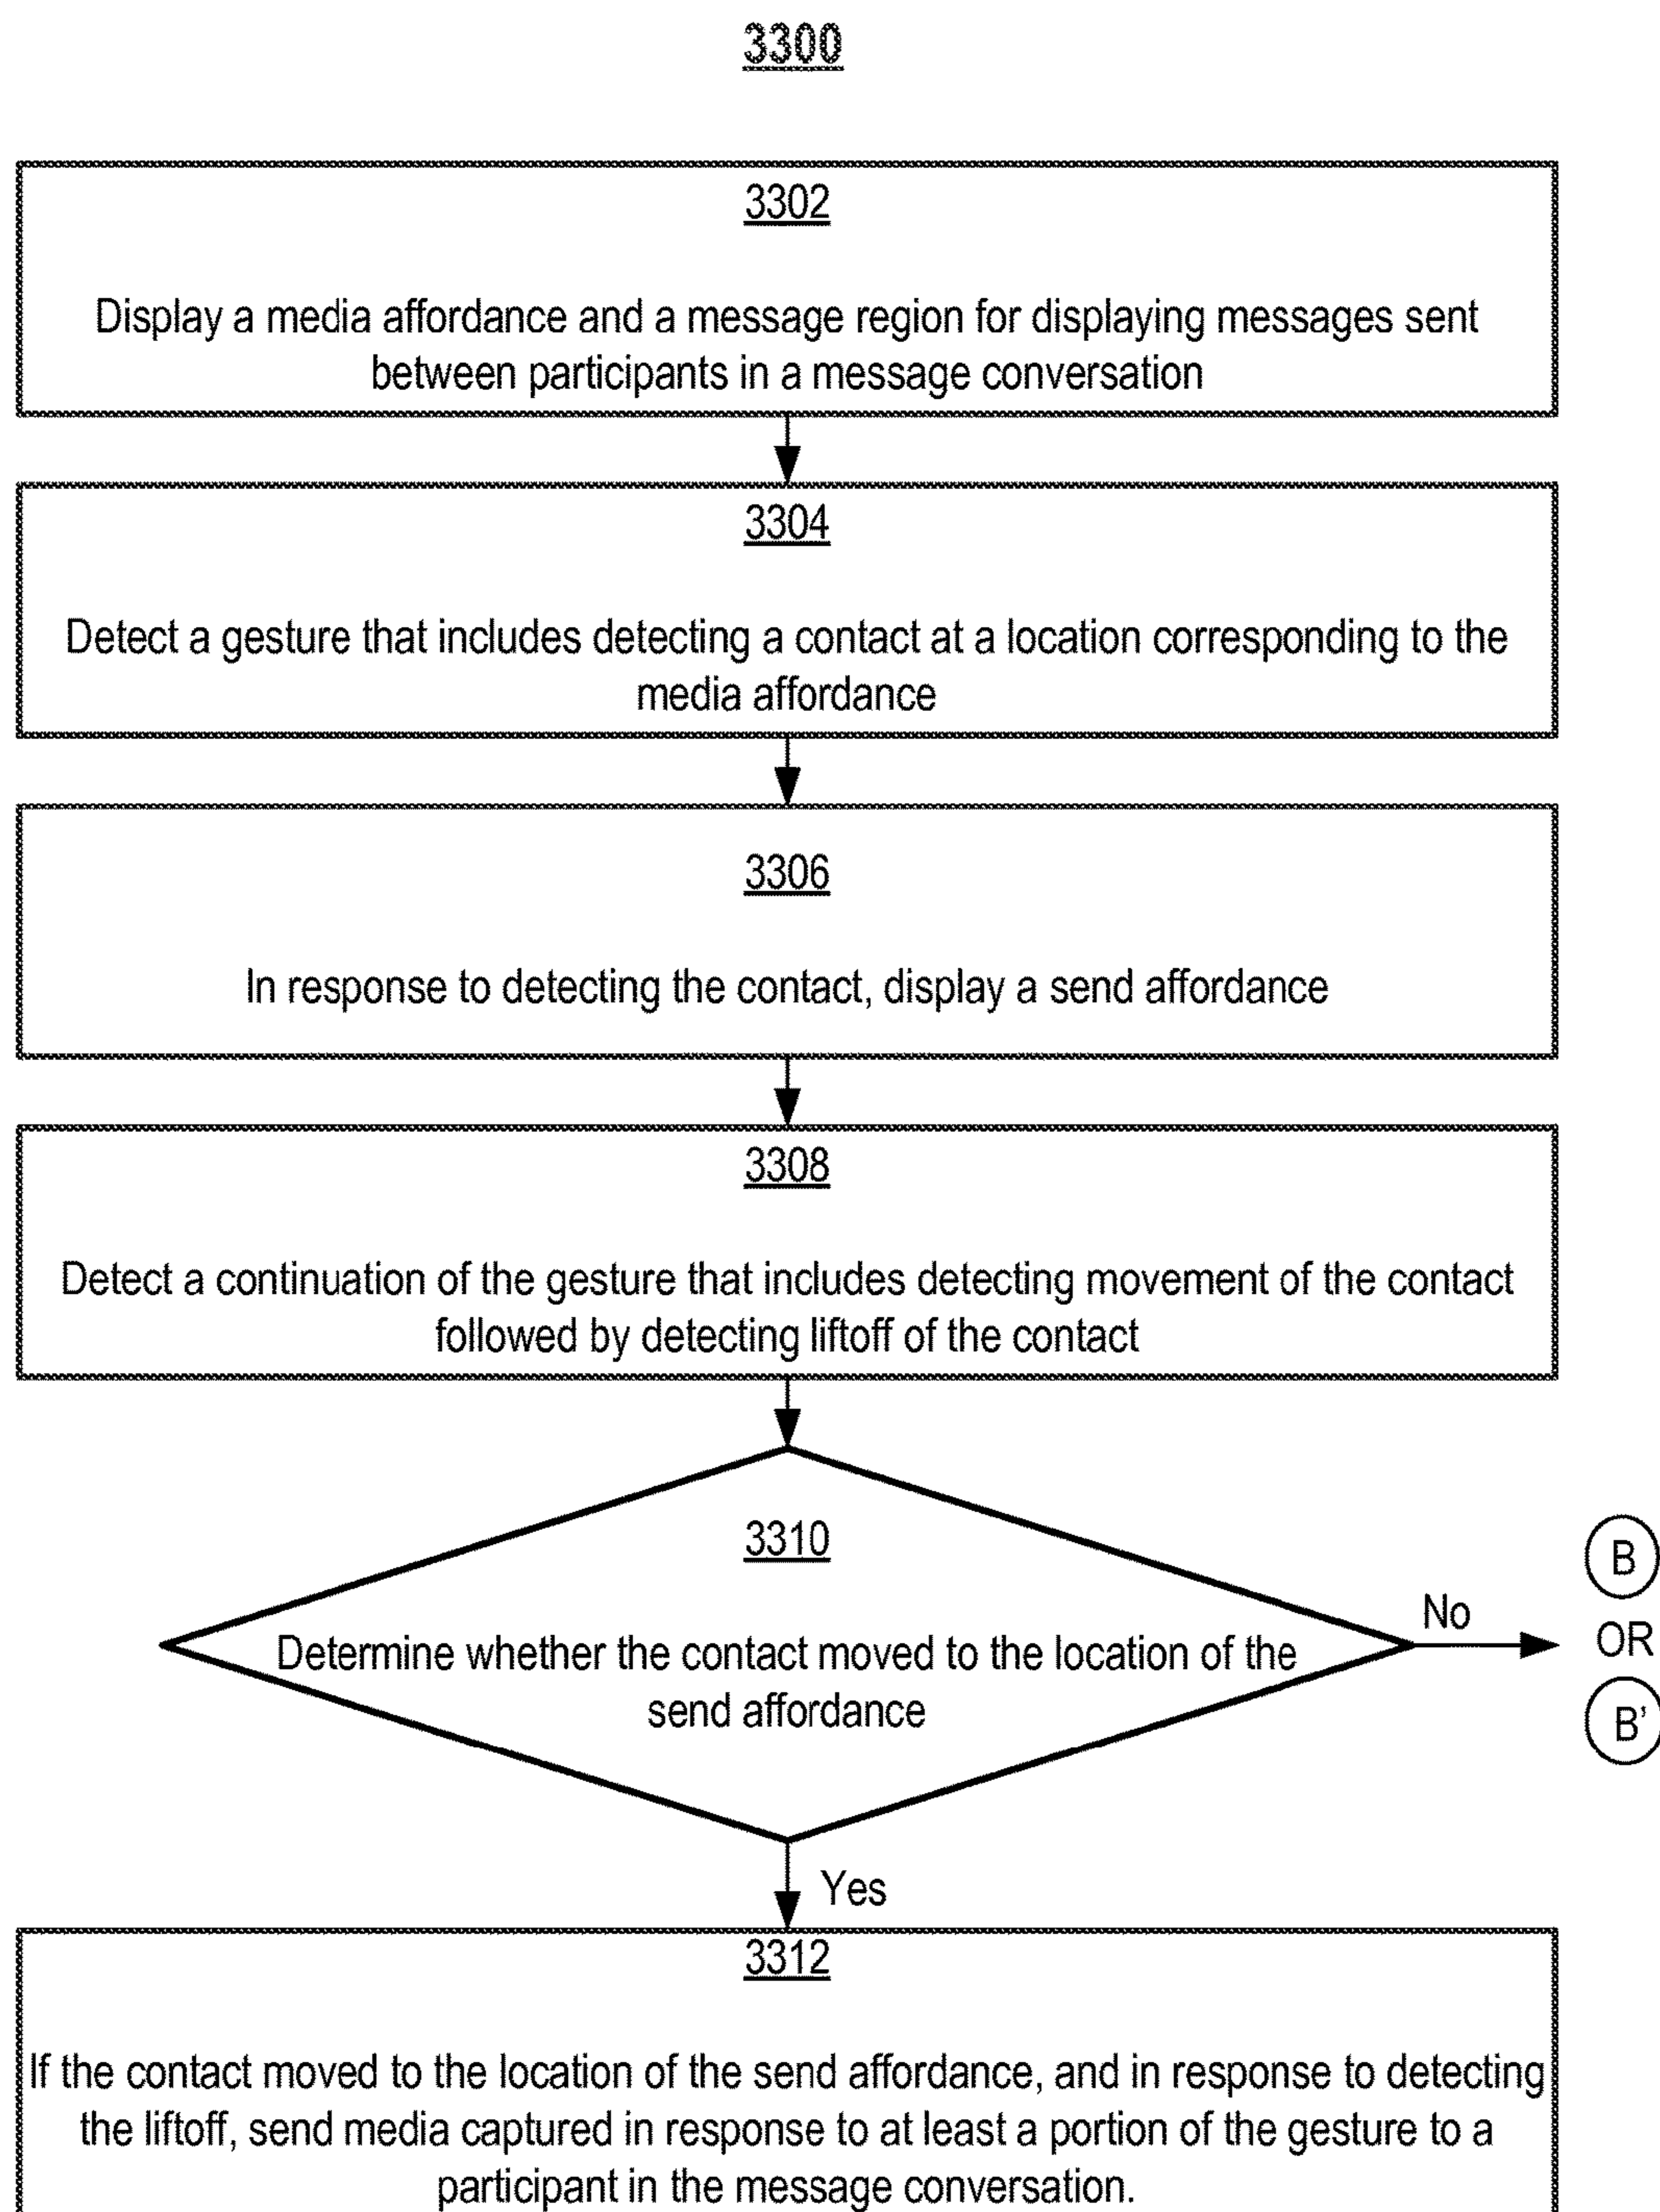 3300
3302
Display a media affordance and a message region for displaying messages sent
between participants in a message conversation
3304
Detect a gesture that includes detecting a contact at a location corresponding to the
media affordance
3306
In response to detecting the contact, display a send affordance
3308
Detect a continuation of the gesture that includes detecting movement of the contact
followed by detecting liftoff of the contact
3310
Determine whether the contact moved to the location of the
send affordance
No
B
OR
B'
Yes
3312
If the contact moved to the location of the send affordance, and in response to detecting
the liftoff, send media captured in response to at least a portion of the gesture to a
participant in the message conversation.